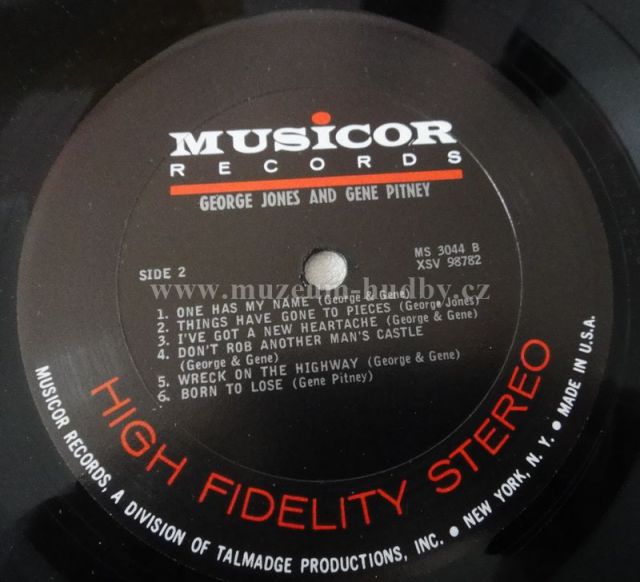 MUSICOR
RECORDS
GEORGE JONES AND GENE PITNEY
SIDE 2
MS 3044 B
XSV 98782
www.muzeum-hudby.cz
1. ONE HAS MY NAME (George & Gene)
2. THINGS HAVE GONE TO PIECES (George Jones)
3. I'VE GOT A NEW HEARTACHE (George & Gene)
4. DON'T ROB ANOTHER MAN'S CASTLE
(George & Gene)
5. WRECK ON THE HIGHWAY (George & Gene)
6. BORN TO LOSE (Gene Pitney)
HIGH FIDELITY STEREO
MUSICOR RECORDS, A DIVISION OF TALMADGE PRODUCTIONS, INC. • NEW YORK, N. Y. • MADE IN U.S.A.